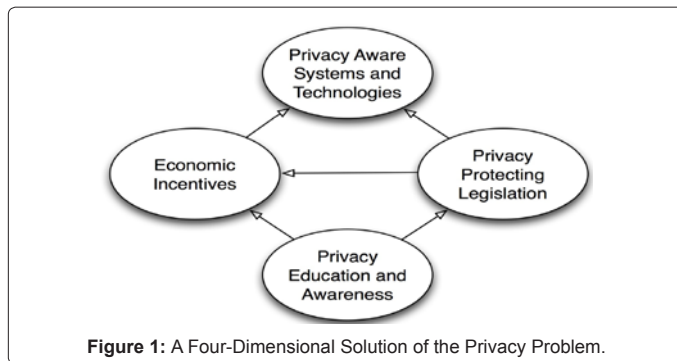 Privacy Aware
Systems and
Technologies
Economic
Incentives
Privacy
Protecting
Legislation
Privacy
Education and
Awareness
Figure 1: A Four-Dimensional Solution of the Privacy Problem.